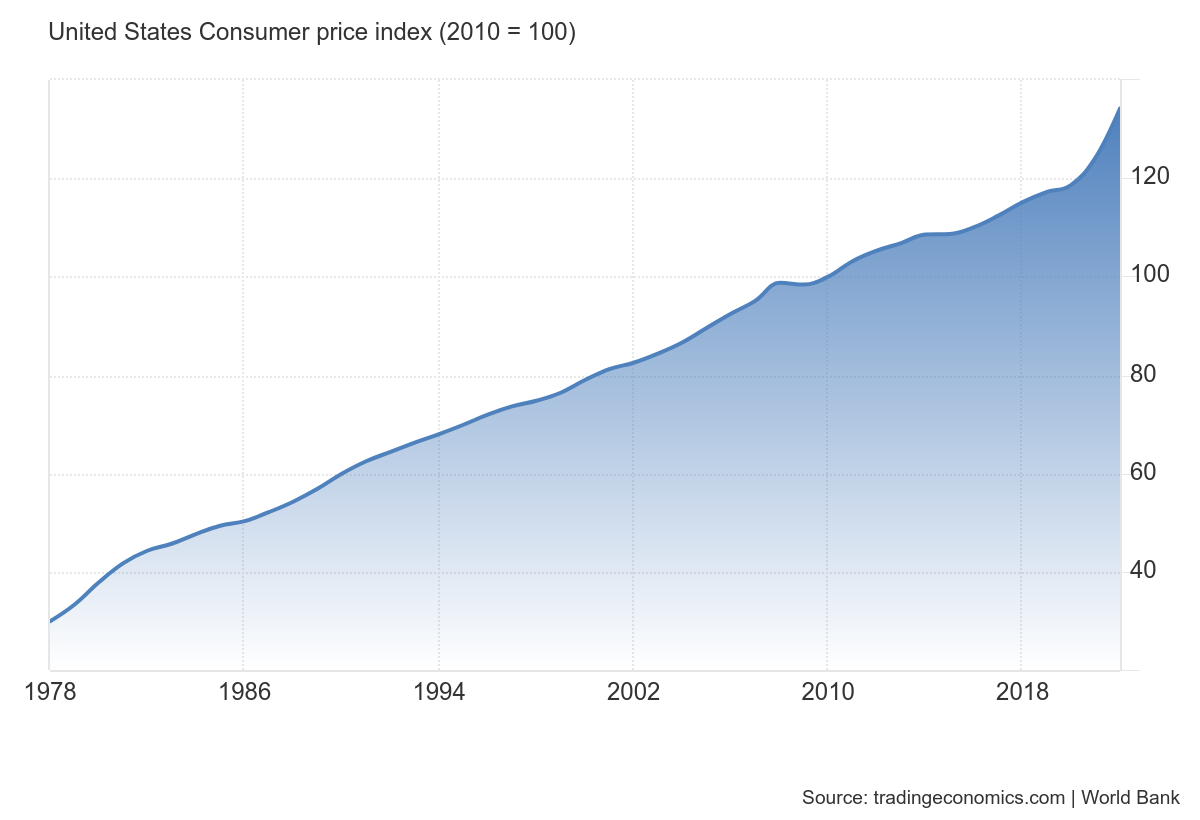 United States Consumer price index (2010 = 100)
120
100
80
60
40
1978 1986 1994 2002 2010 2018
Source: tradingeconomics.com | World Bank